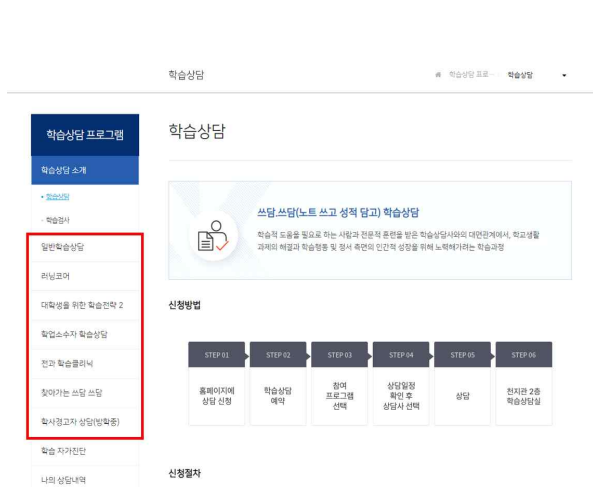 학습상담
학습상담 프로… 학습상담
학습상담 프로그램
학습상담 소개
학습상담
학습검사
일반학습상담
러닝코어
대학생을 위한 학습전략 2
학업소수자 학습상담
전과 학습클리닉
찾아가는 쓰담 쓰담
학사경고자 상담(방학중)
학습 자가진단
나의 상담내역
학습상담
쓰담.쓰담(노트 쓰고 성적 담고) 학습상담
학습적 도움을 필요로 하는 사람과 전문적 훈련을 받은 학습상담사와의 대면관계에서, 학교생활
과제의 해결과 학습행동 및 정서 측면의 인간적 성장을 위해 노력해가려는 학습과정
신청방법
STEP 01
홈페이지에
상담 신청
STEP 02
학습상담
예약
STEP 03
참여
프로그램
선택
STEP 04
상담일정
확인 후
상담사 선택
STEP 05
상담
STEP 06
전지관 2층
학습상담실
신청절차